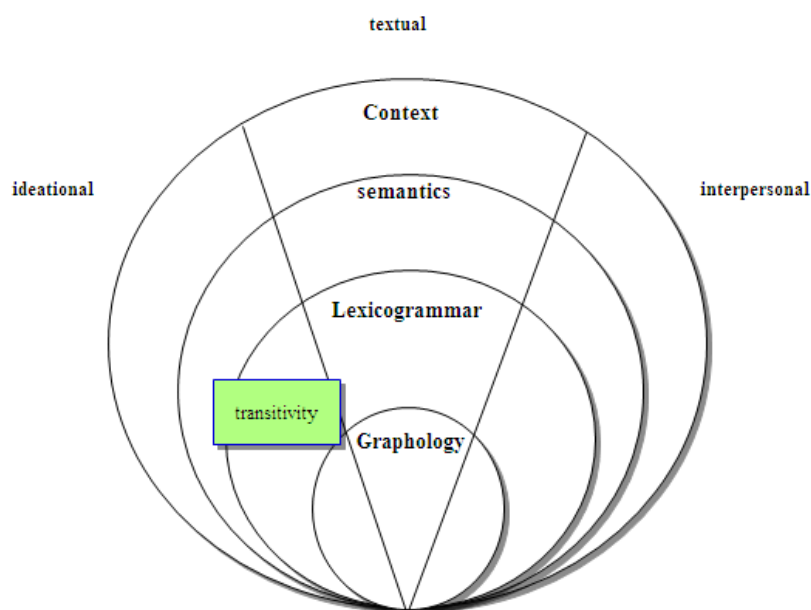 textual
Context
ideational
semantics
interpersonal
Lexicogrammar
transitivity
Graphology